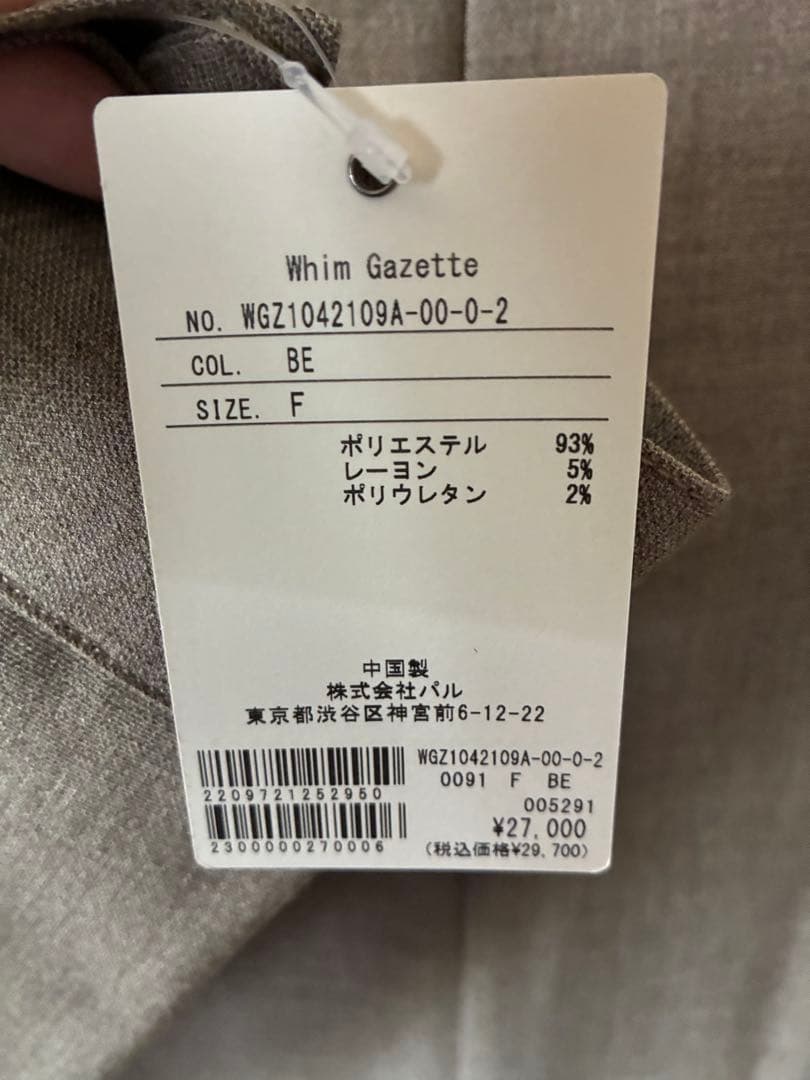 Whim Gazette
NO. WGZ1042109A-00-0-2
COL. BE
SIZE. F
ポリエステル 93%
レーヨン 5%
ポリウレタン 2%
中国製
株式会社パル
東京都渋谷区神宮前6-12-22
WGZ1042109A-00-0-2
0091 F BE
2209721252950
005291
¥27,000
2300000270006
(税込価格¥29,700)